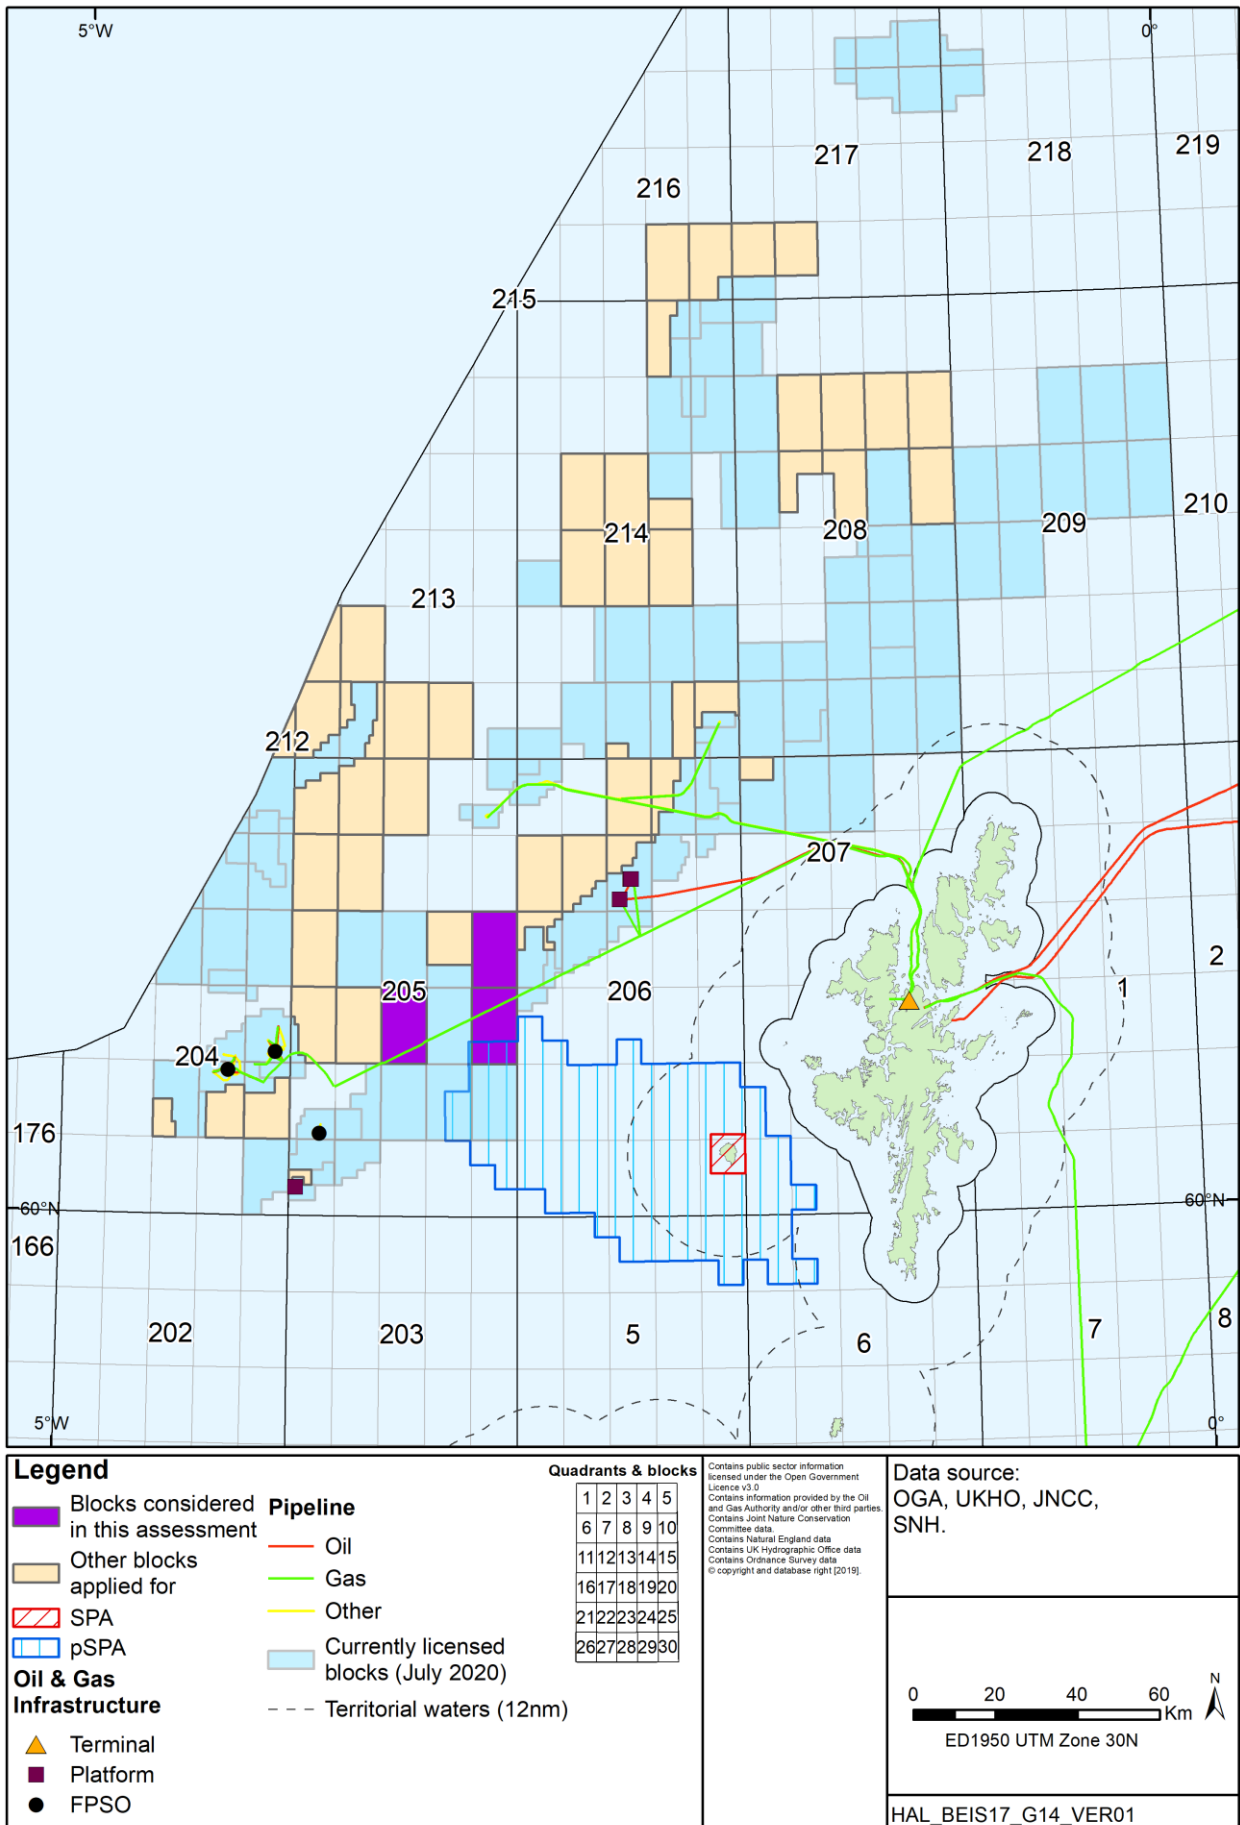 5°W
0°
219
218
217
216
215
214
208
210
209
213
212
207
2
1
205
206
204
176
60°N
60°N
166
202
203
5
6
7
8
5°W
0°
Legend
Blocks considered
in this assessment
Other blocks
applied for
SPA
pSPA
Oil & Gas
Infrastructure
Terminal
Platform
FPSO
Pipeline
Oil
Gas
Other
Currently licensed
blocks (July 2020)
Territorial waters (12nm)
Quadrants & blocks
1 2 3 4 5
6 7 8 9 10
11 12 13 14 15
16 17 18 19 20
21 22 23 24 25
26 27 28 29 30
Contains public sector information
licensed under the Open Government
Licence v3.0
Contains information provided by the Oil
and Gas Authority and/or other third parties.
Contains Joint Nature Conservation
Committee data.
Contains Natural England data
Contains UK Hydrographic Office data
Contains Ordnance Survey data
© copyright and database right [2019].
Data source:
OGA, UKHO, JNCC,
SNH.
0 20 40 60
Km
N
ED1950 UTM Zone 30N
HAL_BEIS17_G14_VER01